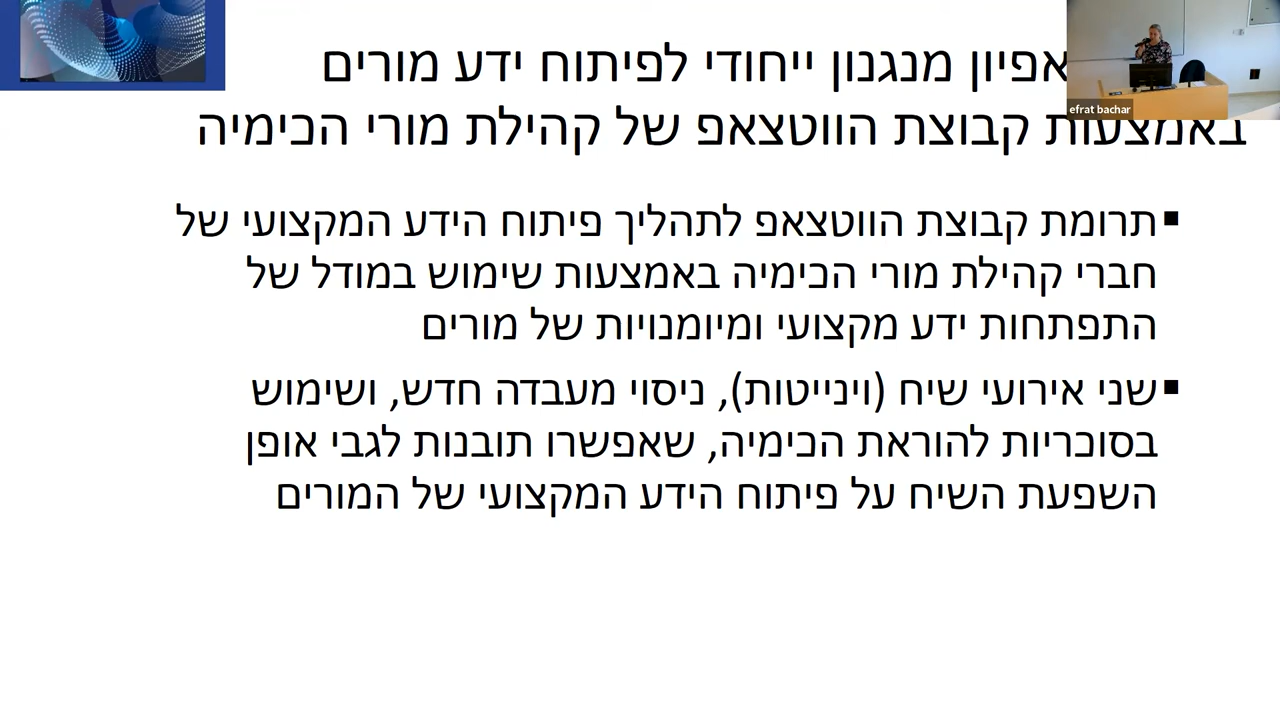 אפיון מנגנון ייחודי לפיתוח ידע מורים
באמצעות קבוצת הווטצאפ של קהילת מורי הכימיה
efrat bachar
▪תרומת קבוצת הווטצאפ לתהליך פיתוח הידע המקצועי של
חברי קהילת מורי הכימיה באמצעות שימוש במודל של
התפתחות ידע מקצועי ומיומנויות של מורים
▪שני אירועי שיח (וינייטות), ניסוי מעבדה חדש, ושימוש
בסוכריות להוראת הכימיה, שאפשרו תובנות לגבי אופן
השפעת השיח על פיתוח הידע המקצועי של המורים